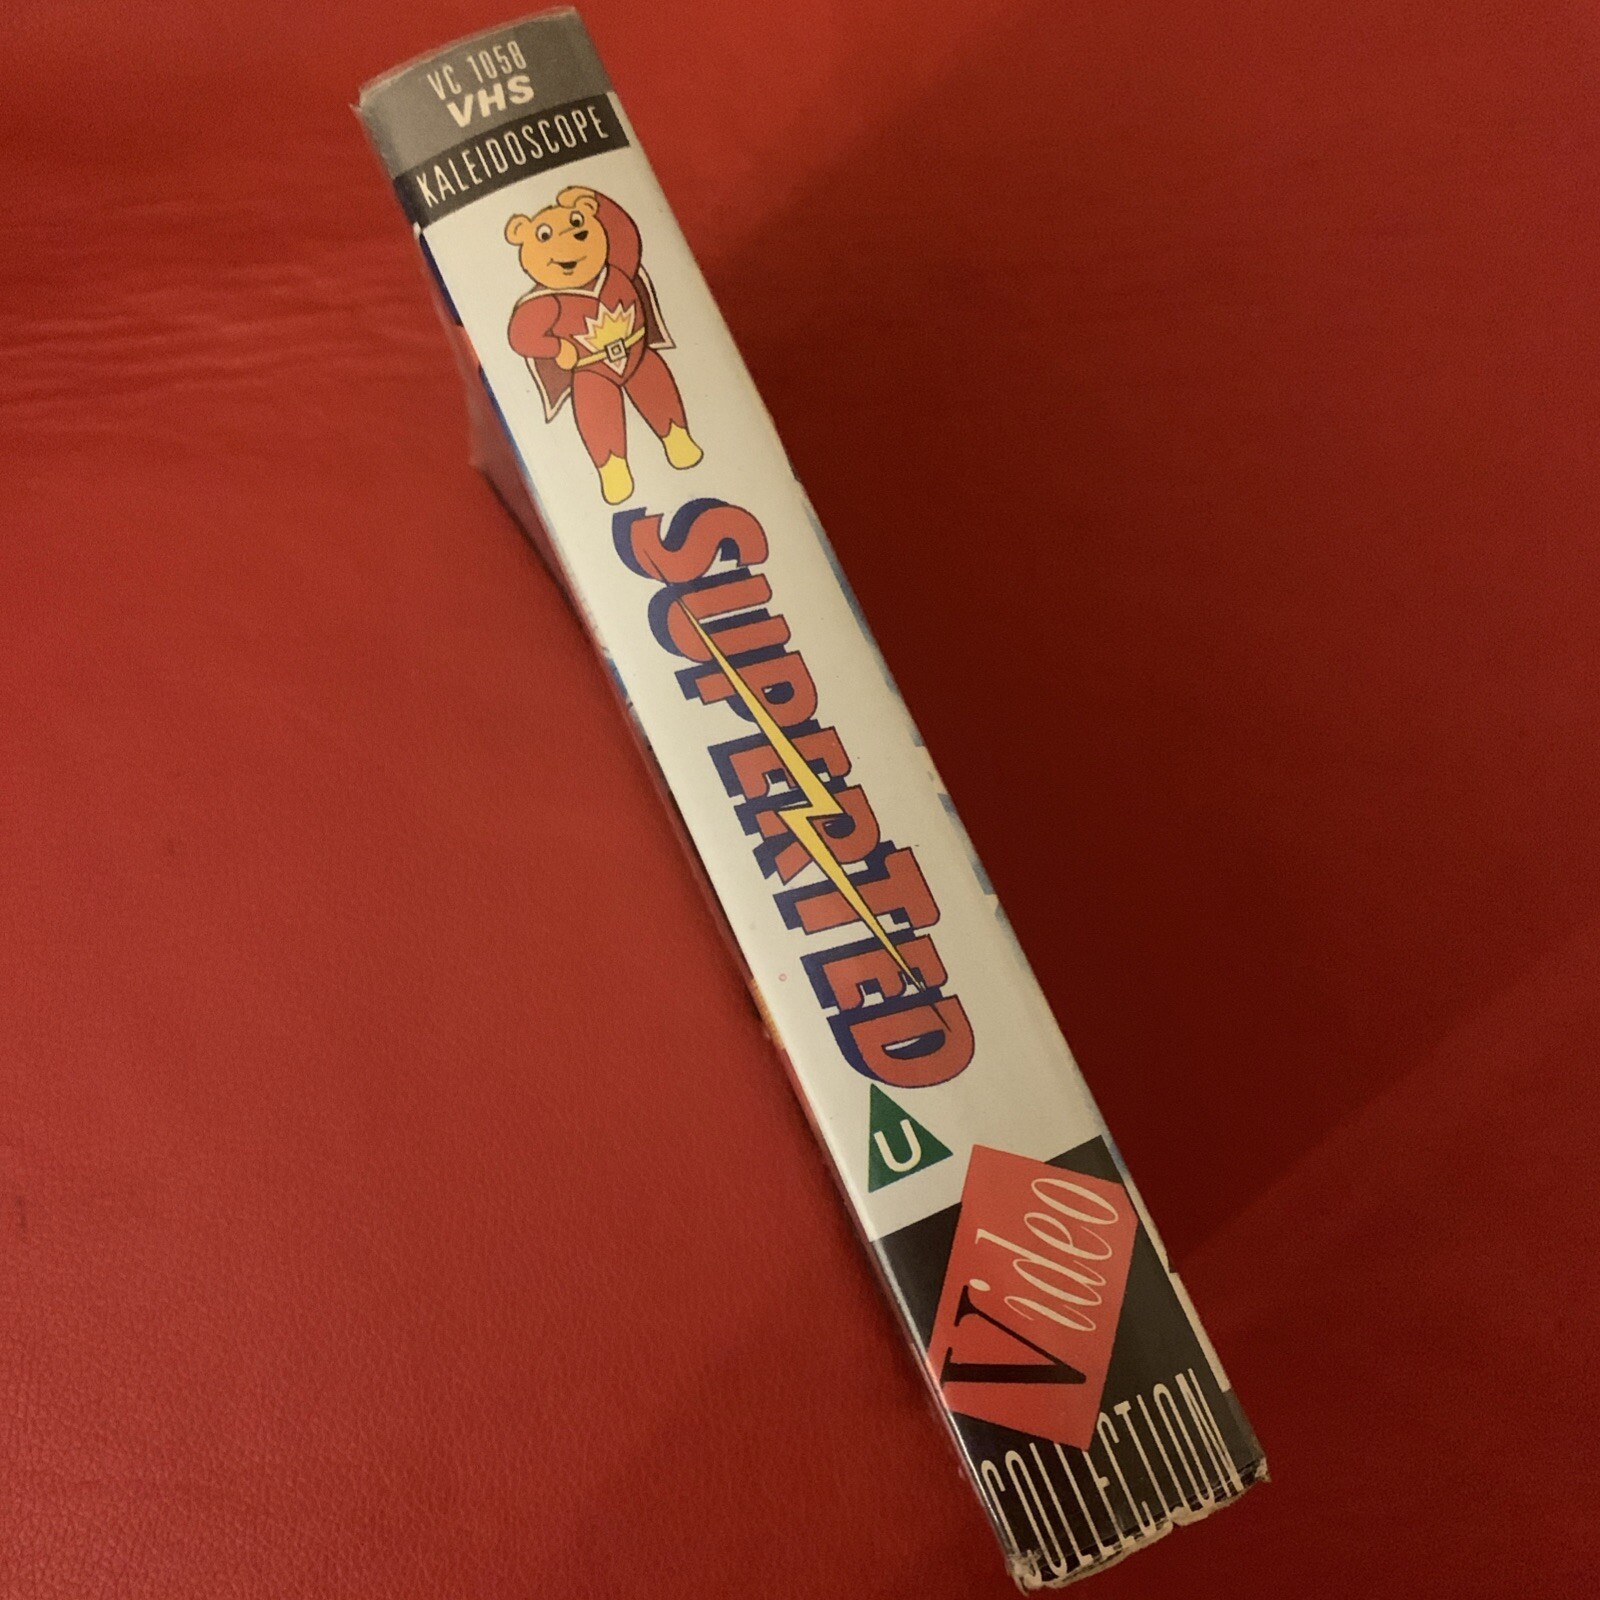 VC 1058
VHS
KALEIDOSCOPE
SUPERTED
U
Video
COLLECTION